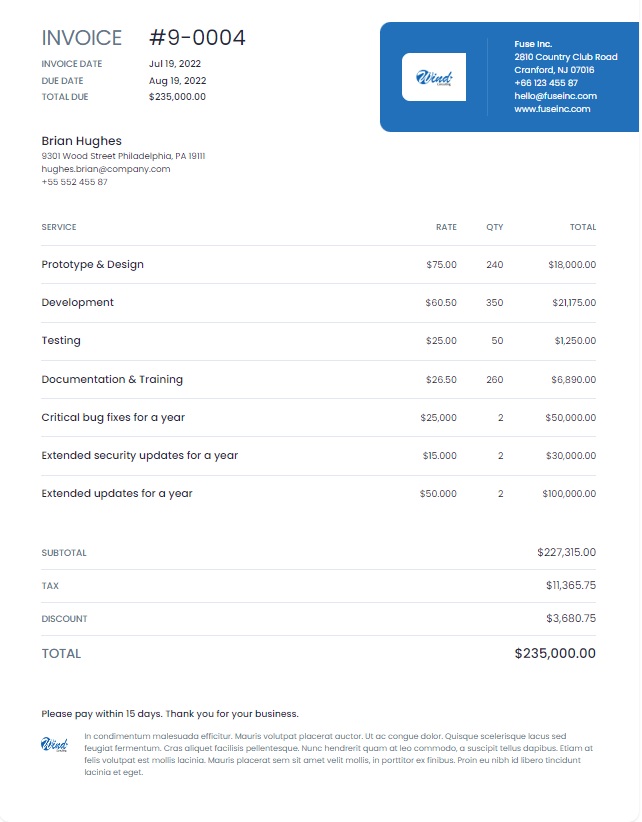 INVOICE #9-0004
INVOICE DATE Jul 19, 2022
DUE DATE Aug 19, 2022
TOTAL DUE $235,000.00
Wind
Fuse Inc.
2810 Country Club Road
Cranford, NJ 07016
+66 123 455 87
hello@fuseinc.com
www.fuseinc.com
Brian Hughes
9301 Wood Street Philadelphia, PA 19111
hughes.brian@company.com
+55 552 455 87
SERVICE RATE QTY TOTAL
Prototype & Design $75.00 240 $18,000.00
Development $60.50 350 $21,175.00
Testing $25.00 50 $1,250.00
Documentation & Training $26.50 260 $6,890.00
Critical bug fixes for a year $25,000 2 $50,000.00
Extended security updates for a year $15.000 2 $30,000.00
Extended updates for a year $50.000 2 $100,000.00
SUBTOTAL $227,315.00
TAX $11,365.75
DISCOUNT $3,680.75
TOTAL $235,000.00
Please pay within 15 days. Thank you for your business.
Wind
In condimentum malesuada efficitur. Mauris volutpat placerat auctor. Ut ac congue dolor. Quisque scelerisque lacus sed
feugiat fermentum. Cras aliquet facilisis pellentesque. Nunc hendrerit quam at leo commodo, a suscipit tellus dapibus. Etiam at
felis volutpat est mollis lacinia. Mauris placerat sem sit amet velit mollis, in porttitor ex finibus. Proin eu nibh id libero tincidunt
lacinia et eget.